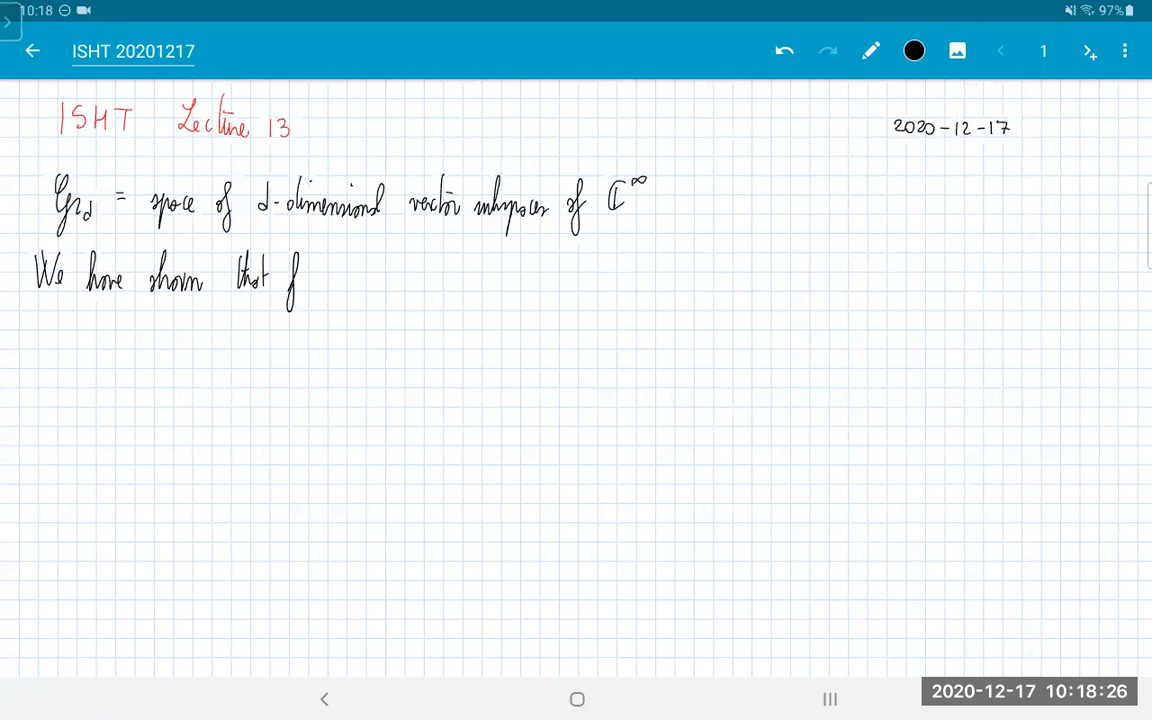 10:18 97%
ISHT 20201217 1
ISHT Lecture 13
2020-12-17
Gr_d = space of d-dimensional vector subspaces of ℂ^∞
We have shown that f
2020-12-17 10:18:26